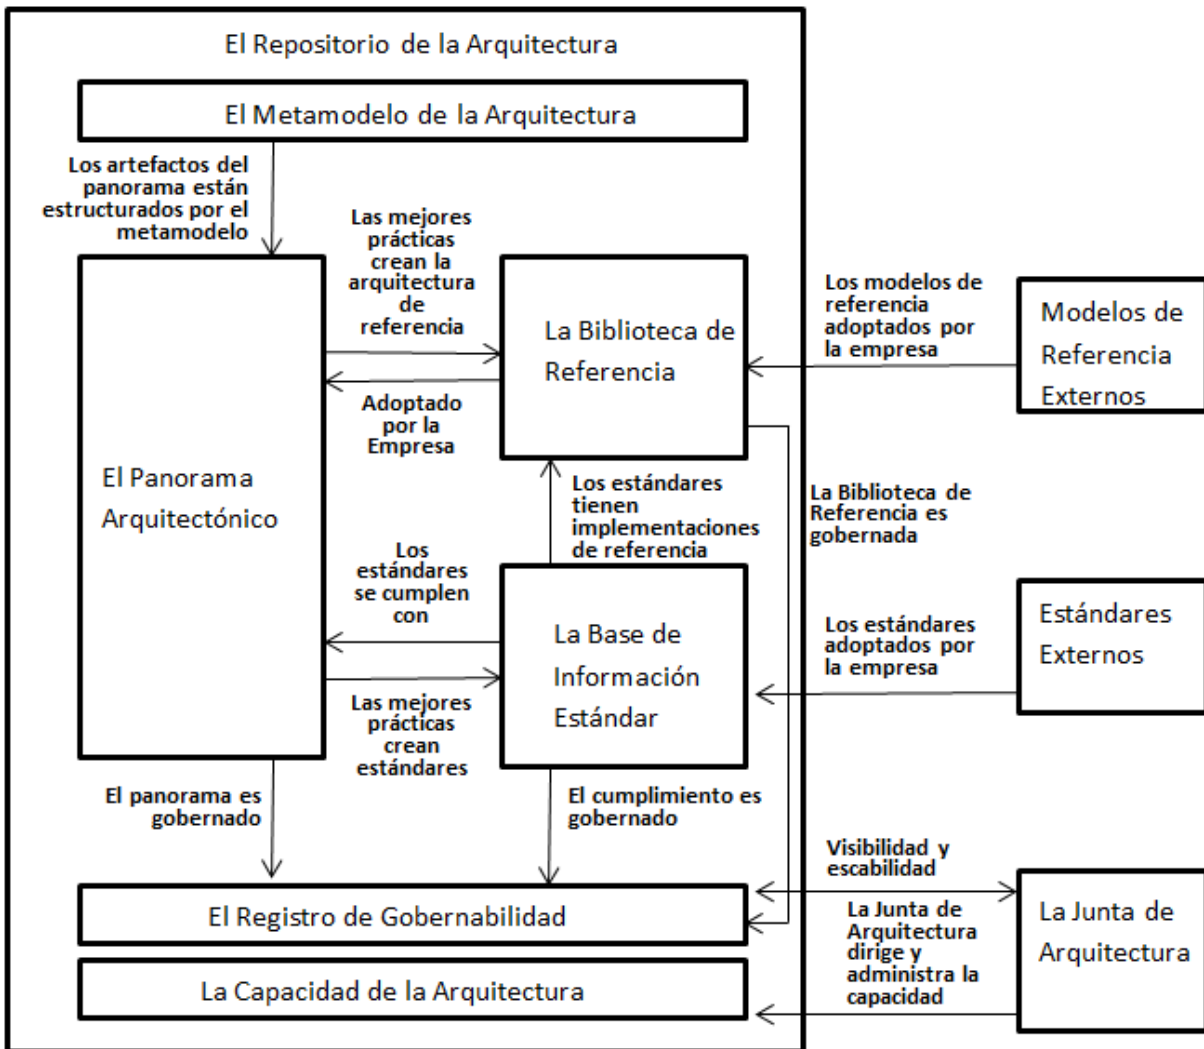 El Repositorio de la Arquitectura
El Metamodelo de la Arquitectura
Los artefactos del
panorama están
estructurados por el
metamodelo
Las mejores
prácticas
crean la
arquitectura
de
referencia
La Biblioteca de
Referencia
Los modelos de
referencia
adoptados por
la empresa
Modelos de
Referencia
Externos
Adoptado
por la
Empresa
El Panorama
Arquitectónico
Los estándares
tienen
implementaciones
de referencia
La Biblioteca de
Referencia es
gobernada
Los
estándares
se cumplen
con
La Base de
Información
Estándar
Los estándares
adoptados por
la empresa
Estándares
Externos
Las mejores
prácticas
crean
estándares
El panorama es
gobernado
El cumplimiento es
gobernado
Visibilidad y
escabilidad
El Registro de Gobernabilidad
La Junta de
Arquitectura
dirige y
administra la
capacidad
La Junta de
Arquitectura
La Capacidad de la Arquitectura